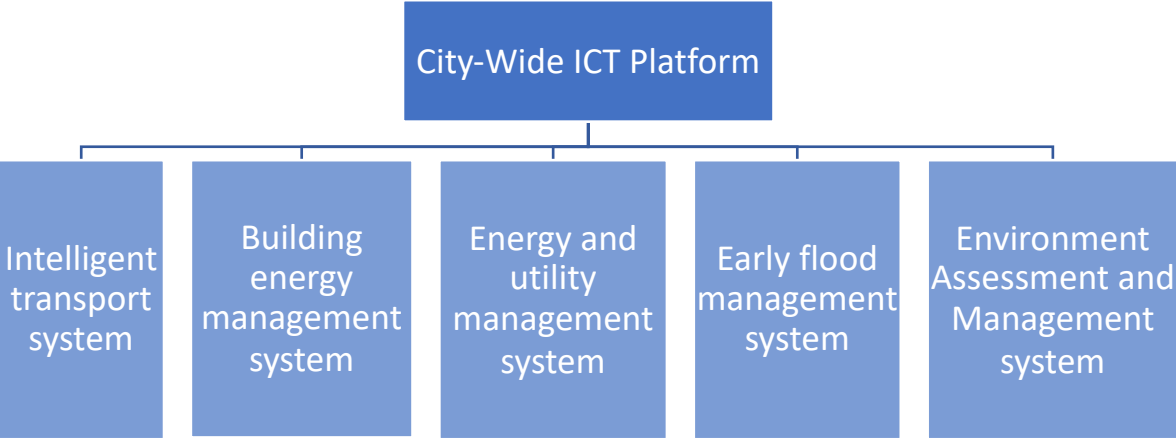 City-Wide ICT Platform
Intelligent
transport
system
Building
energy
management
system
Energy and
utility
management
system
Early flood
management
system
Environment
Assessment and
Management
system